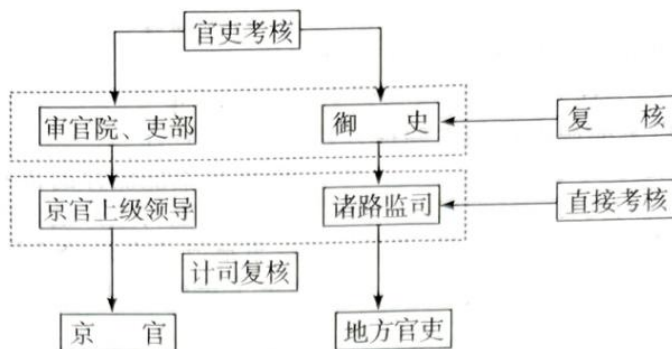 官吏考核
审官院、吏部
御 史
复 核
京官上级领导
诸路监司
直接考核
计司复核
京 官
地方官吏